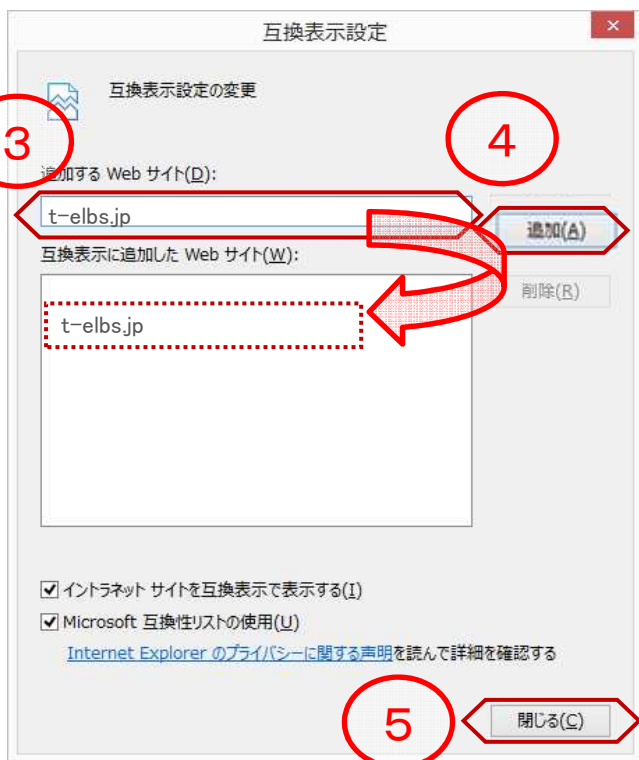 互換表示設定
互換表示設定の変更
3
4
追加する Web サイト(D):
t-elbs.jp
追加(A)
互換表示に追加した Web サイト(W):
削除(R)
t-elbs.jp
イントラネット サイトを互換表示で表示する(I)
Microsoft 互換性リストの使用(U)
Internet Explorer のプライバシーに関する声明を読んで詳細を確認する
5
閉じる(C)